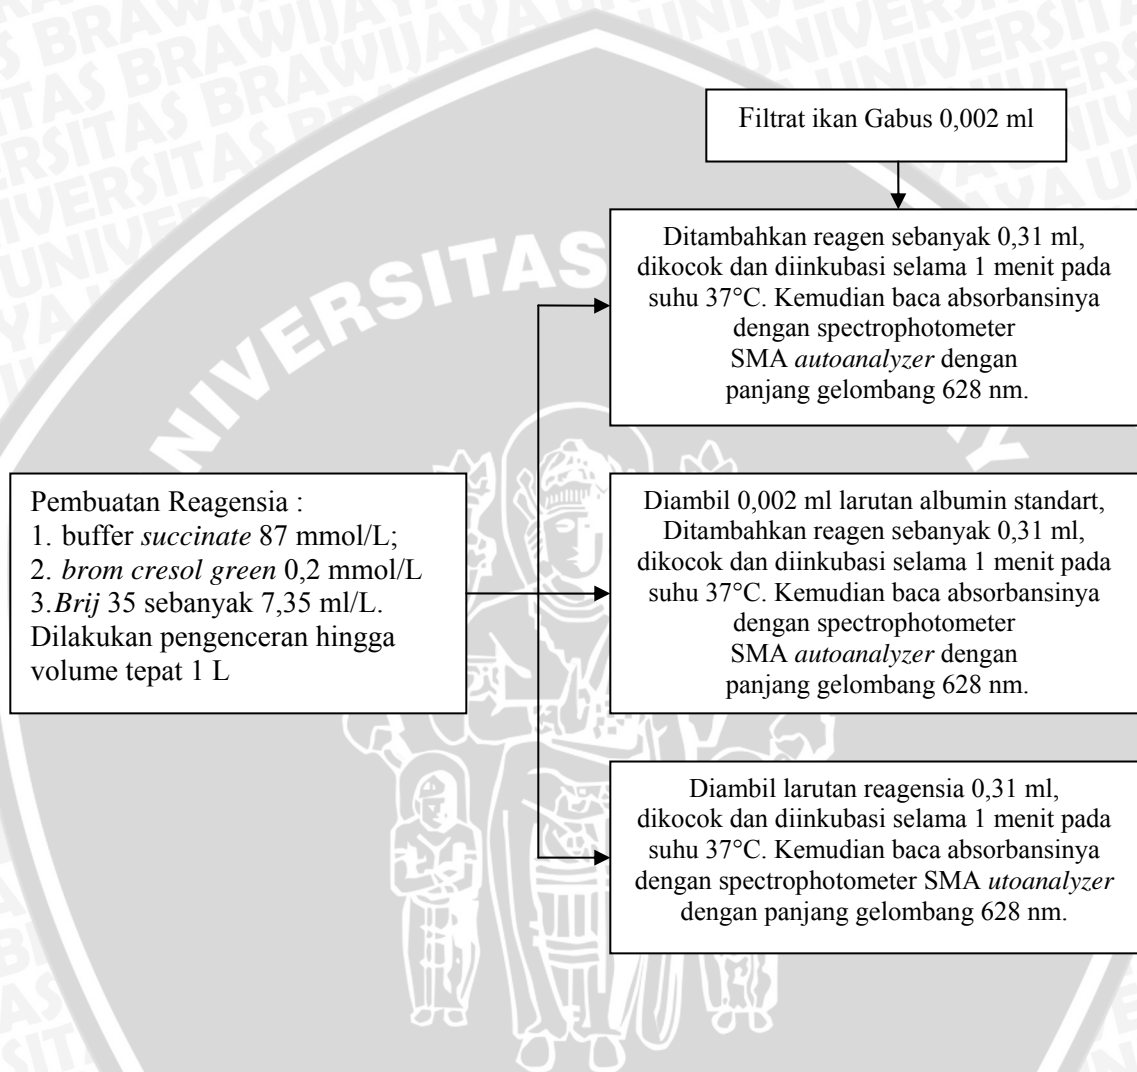 Filtrat ikan Gabus 0,002 ml
Ditambahkan reagen sebanyak 0,31 ml,
dikocok dan diinkubasi selama 1 menit pada
suhu 37°C. Kemudian baca absorbansinya
dengan spectrophotometer
SMA autoanalyzer dengan
panjang gelombang 628 nm.
Pembuatan Reagensia :
1. buffer succinate 87 mmol/L;
2. brom cresol green 0,2 mmol/L
3.Brij 35 sebanyak 7,35 ml/L.
Dilakukan pengenceran hingga
volume tepat 1 L
Diambil 0,002 ml larutan albumin standart,
Ditambahkan reagen sebanyak 0,31 ml,
dikocok dan diinkubasi selama 1 menit pada
suhu 37°C. Kemudian baca absorbansinya
dengan spectrophotometer
SMA autoanalyzer dengan
panjang gelombang 628 nm.
Diambil larutan reagensia 0,31 ml,
dikocok dan diinkubasi selama 1 menit pada
suhu 37°C. Kemudian baca absorbansinya
dengan spectrophotometer SMA utoanalyzer
dengan panjang gelombang 628 nm.